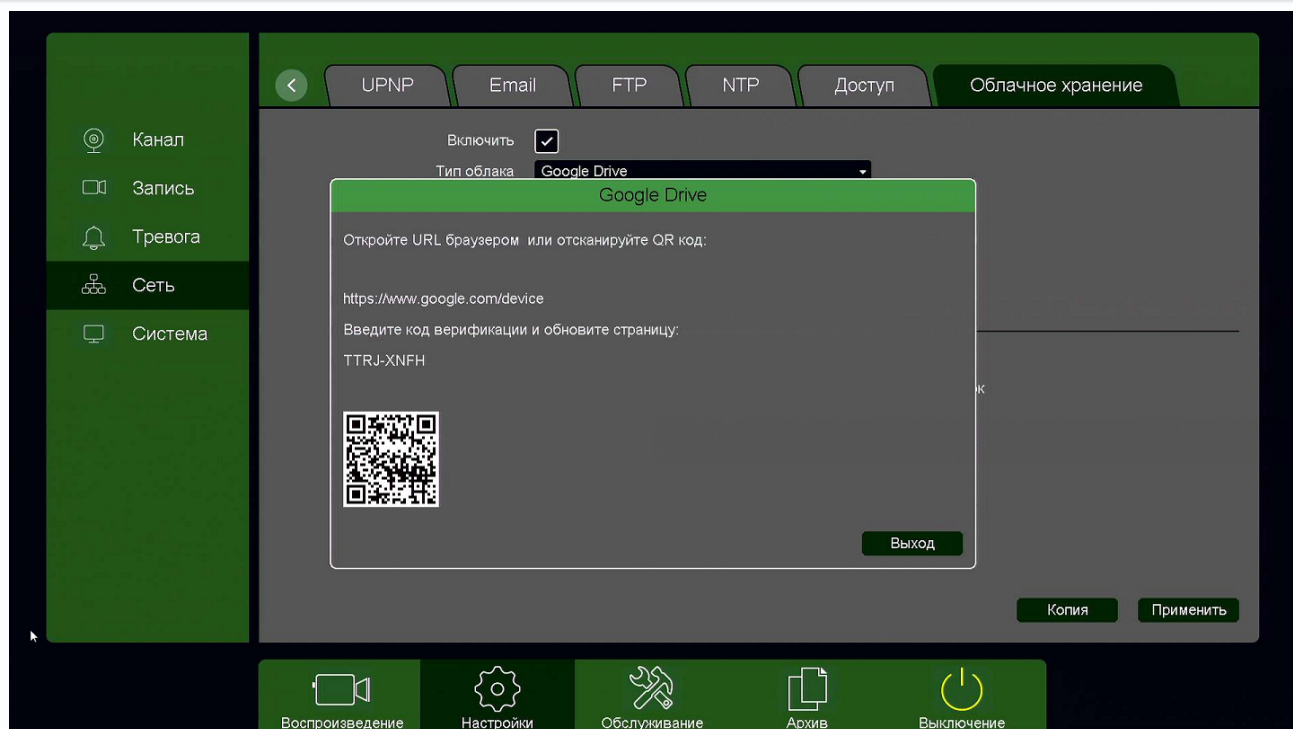 UPNP
Email
FTP
NTP
Доступ
Облачное хранение
Канал
Запись
Тревога
Сеть
Система
Включить
Тип облака Google Drive
Google Drive
Откройте URL браузером или отсканируйте QR код:
https://www.google.com/device
Введите код верификации и обновите страницу:
TTRJ-XNFH
Выход
Копия
Применить
Воспроизведение
Настройки
Обслуживание
Архив
Выключение